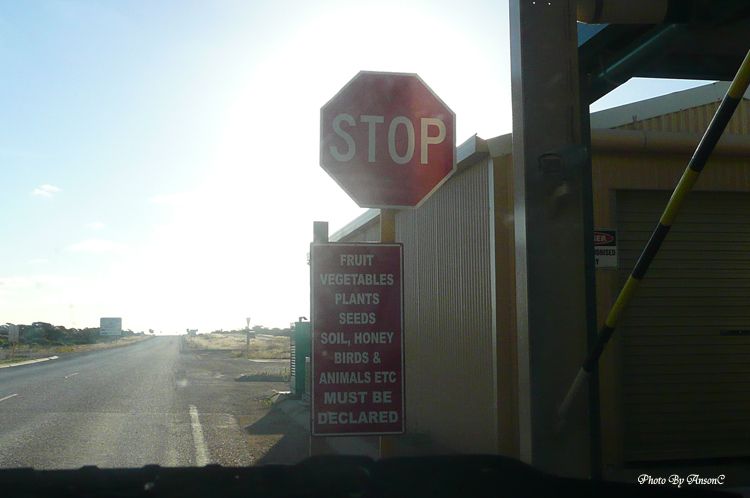 STOP
FRUIT
VEGETABLES
PLANTS
SEEDS
SOIL, HONEY
BIRDS &
ANIMALS ETC
MUST BE
DECLARED
Photo By AnsonC